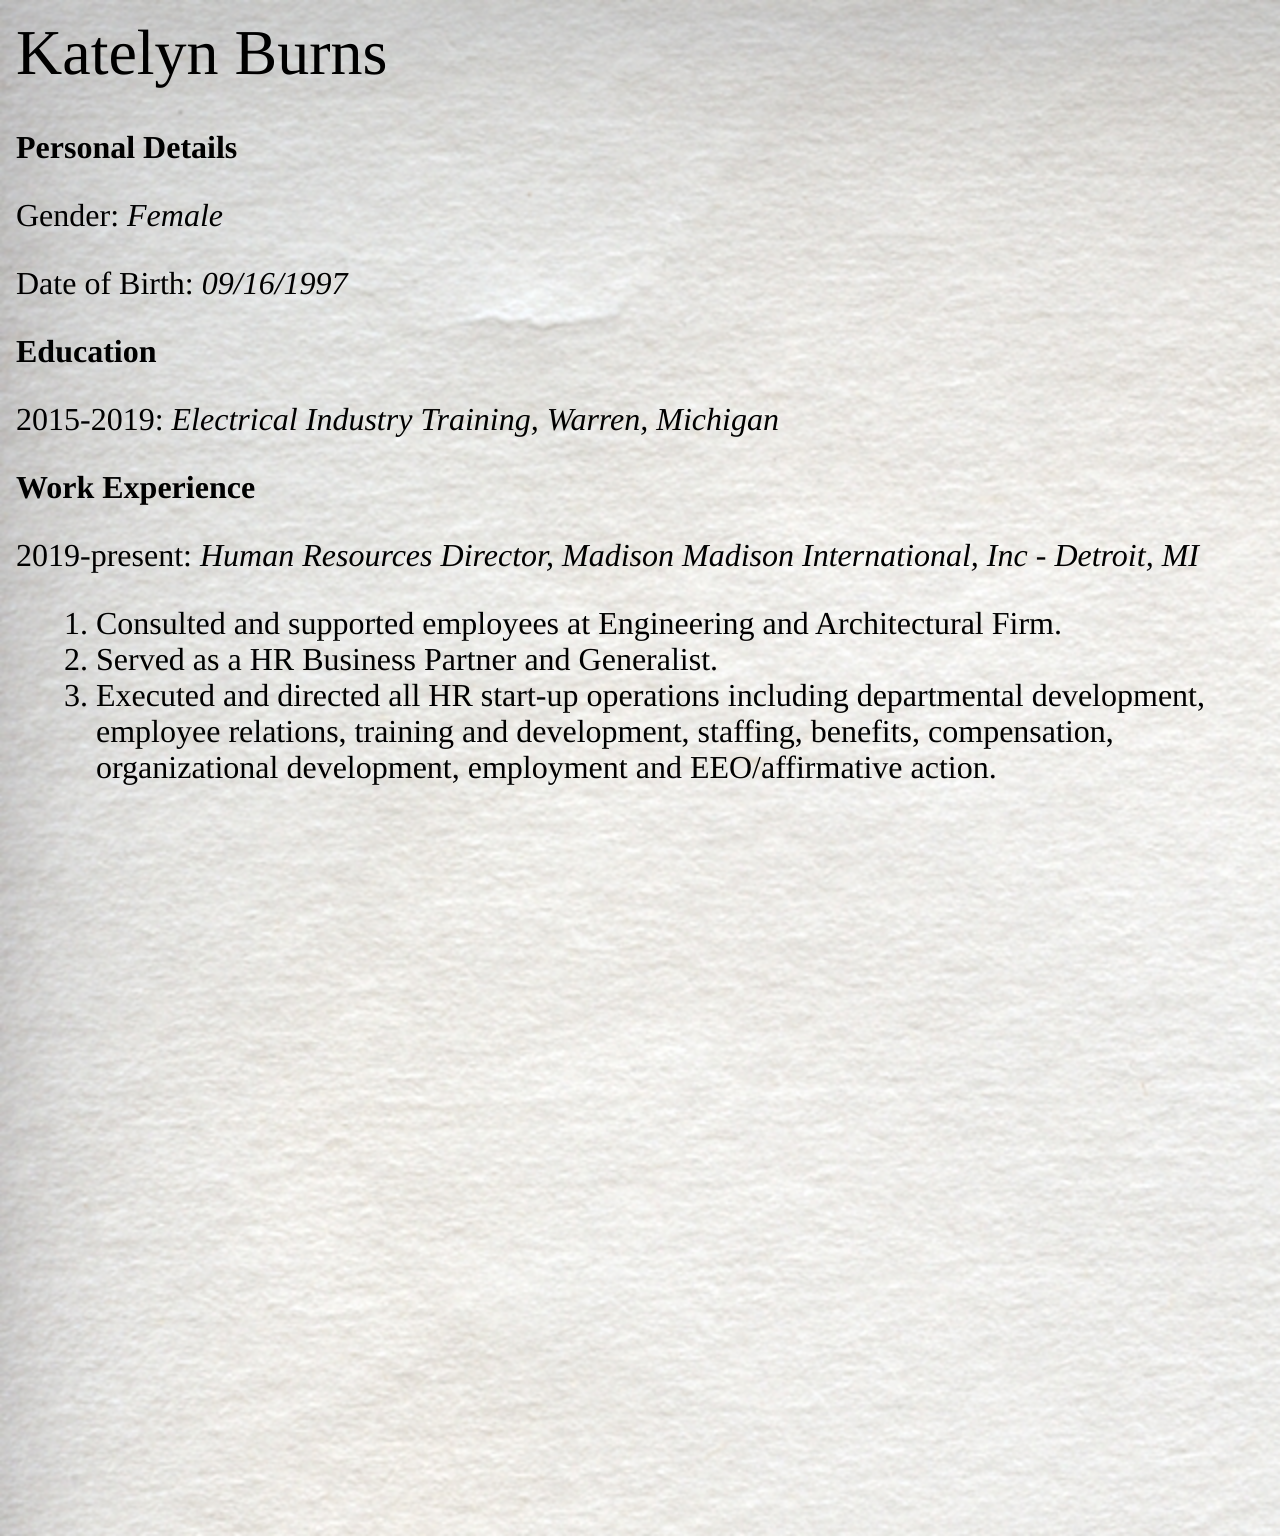 Katelyn Burns
Personal Details
Gender: Female
Date of Birth: 09/16/1997
Education
2015-2019: Electrical Industry Training, Warren, Michigan
Work Experience
2019-present: Human Resources Director, Madison Madison International, Inc - Detroit, MI
1. Consulted and supported employees at Engineering and Architectural Firm.
2. Served as a HR Business Partner and Generalist.
3. Executed and directed all HR start-up operations including departmental development,
employee relations, training and development, staffing, benefits, compensation,
organizational development, employment and EEO/affirmative action.